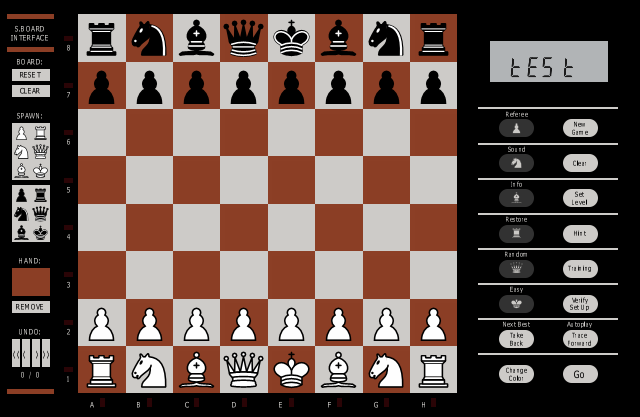 S.BOARD
INTERFACE
BOARD:
RESET
CLEAR
SPAWN:
HAND:
REMOVE
UNDO:
0 / 0
8
7
6
5
4
3
2
1
A B C D E F G H
tESt
Referee
New
Game
Sound
Clear
Info
Set
Level
Restore
Hint
Random
Training
Easy
Verify
Set Up
Next Best
Take
Back
Autoplay
Trace
Forward
Change
Color
Go